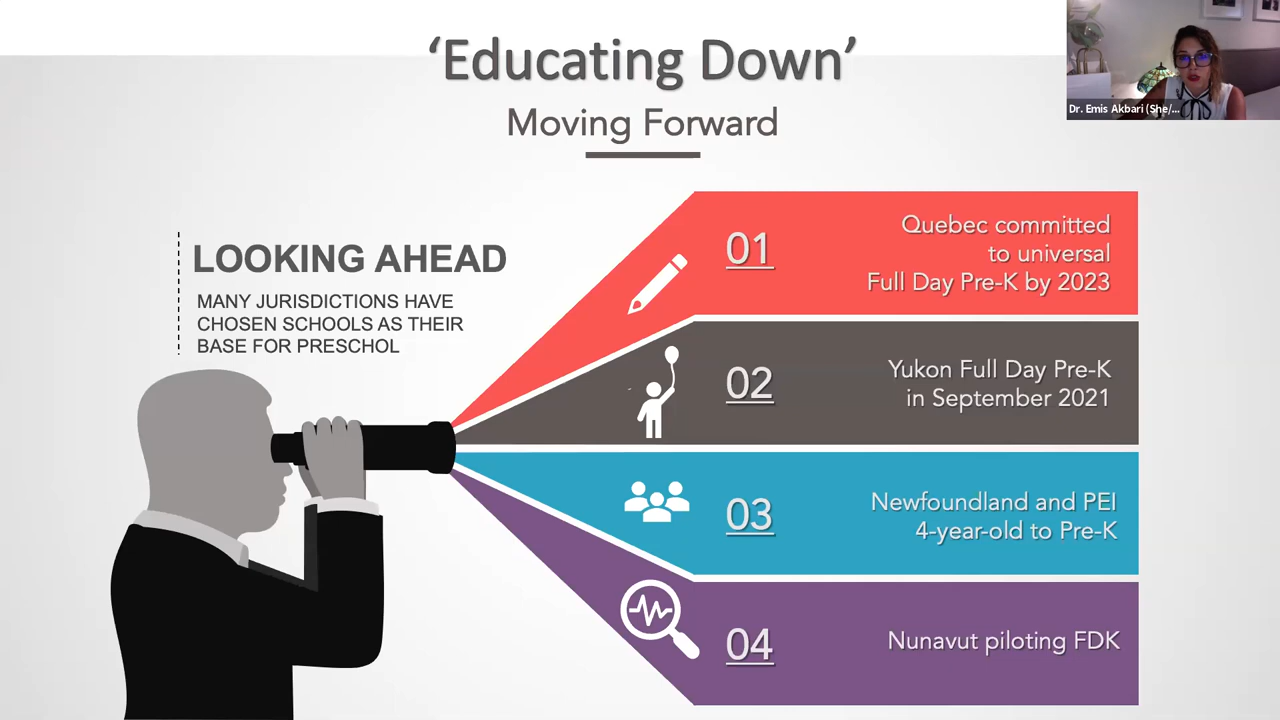 ‘Educating Down’
Moving Forward
Dr. Emis Akbari (She/...
LOOKING AHEAD
MANY JURISDICTIONS HAVE
CHOSEN SCHOOLS AS THEIR
BASE FOR PRESCHOL
01
Quebec committed
to universal
Full Day Pre-K by 2023
02
Yukon Full Day Pre-K
in September 2021
03
Newfoundland and PEI
4-year-old to Pre-K
04
Nunavut piloting FDK